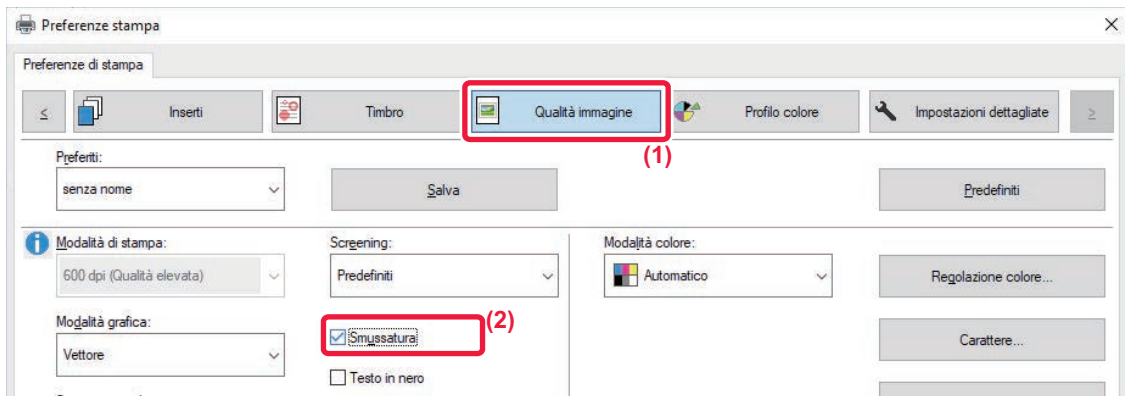 Preferenze stampa
Preferenze di stampa
< Inserti Timbro Qualità immagine Profilo colore Impostazioni dettagliate >
(1)
Preferiti:
senza nome Salva Predefiniti
Modalità di stampa: Screening: Modalità colore:
600 dpi (Qualità elevata) Predefiniti Automatico Regolazione colore...
Modalità grafica: (2)
Vettore Smussatura Carattere...
Testo in nero